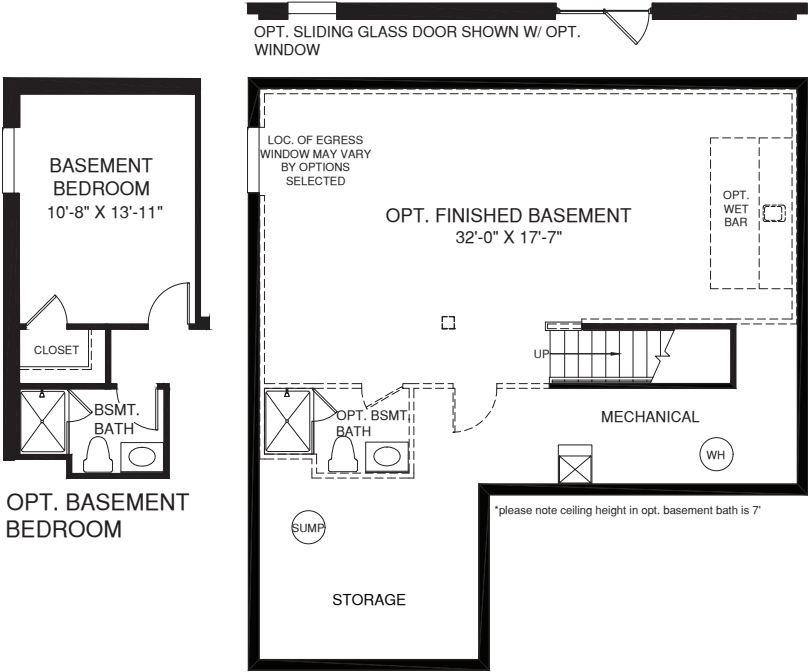 OPT. SLIDING GLASS DOOR SHOWN W/ OPT.
WINDOW
BASEMENT
BEDROOM
10'-8" X 13'-11"
CLOSET
BSMT.
BATH
OPT. BASEMENT
BEDROOM
LOC. OF EGRESS
WINDOW MAY VARY
BY OPTIONS
SELECTED
OPT. FINISHED BASEMENT
32'-0" X 17'-7"
OPT.
WET
BAR
UP
OPT. BSMT
BATH
MECHANICAL
WH
*please note ceiling height in opt. basement bath is 7'
SUMP
STORAGE